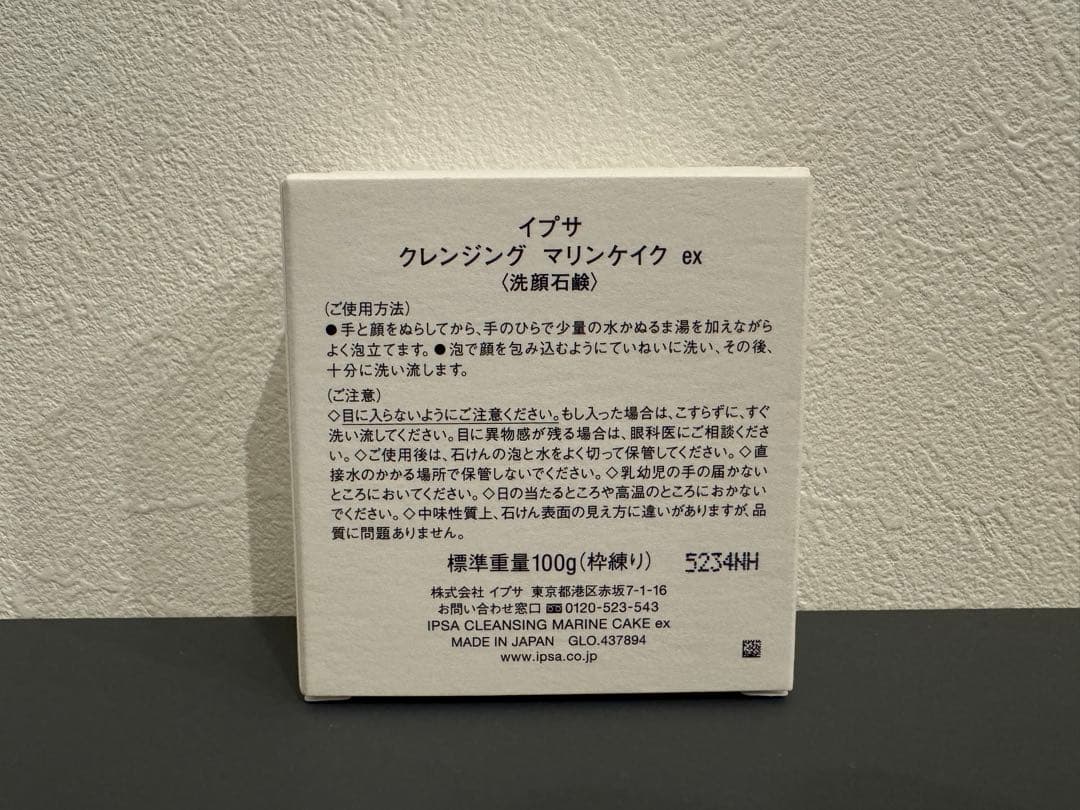 イプサ
クレンジング マリンケイク ex
〈洗顔石鹸〉
(ご使用方法)
●手と顔をぬらしてから、手のひらで少量の水かぬるま湯を加えながら
よく泡立てます。●泡で顔を包み込むようにていねいに洗い、その後、
十分に洗い流します。
(ご注意)
◇目に入らないようにご注意ください。もし入った場合は、こすらずに、すぐ
洗い流してください。目に異物感が残る場合は、眼科医にご相談くださ
い。◇ご使用後は、石けんの泡と水をよく切って保管してください。◇直
接水のかかる場所で保管しないでください。◇乳幼児の手の届かない
ところにおいてください。◇日の当たるところや高温のところにおかない
でください。◇中味性質上、石けん表面の見え方に違いがありますが、品
質に問題ありません。
標準重量100g(枠練り) 5234NH
株式会社 イプサ 東京都港区赤坂7-1-16
お問い合わせ窓口 0120-523-543
IPSA CLEANSING MARINE CAKE ex
MADE IN JAPAN GLO.437894
www.ipsa.co.jp